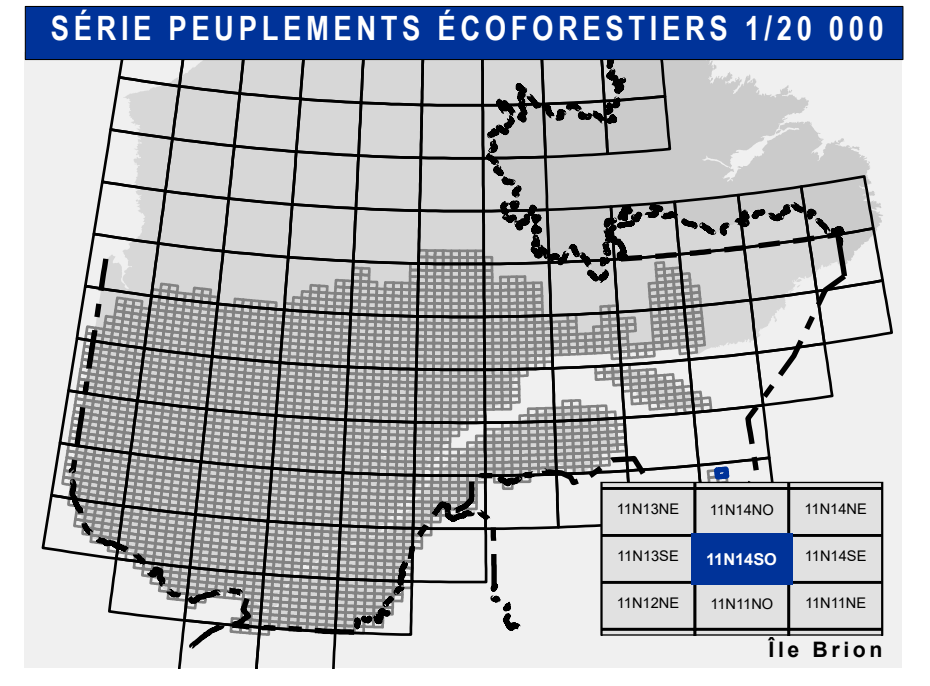 SÉRIE PEUPLEMENTS ÉCOFORESTIERS 1/20 000
11N13NE 11N14NO 11N14NE
11N13SE 11N14SO 11N14SE
11N12NE 11N11NO 11N11NE
Île Brion